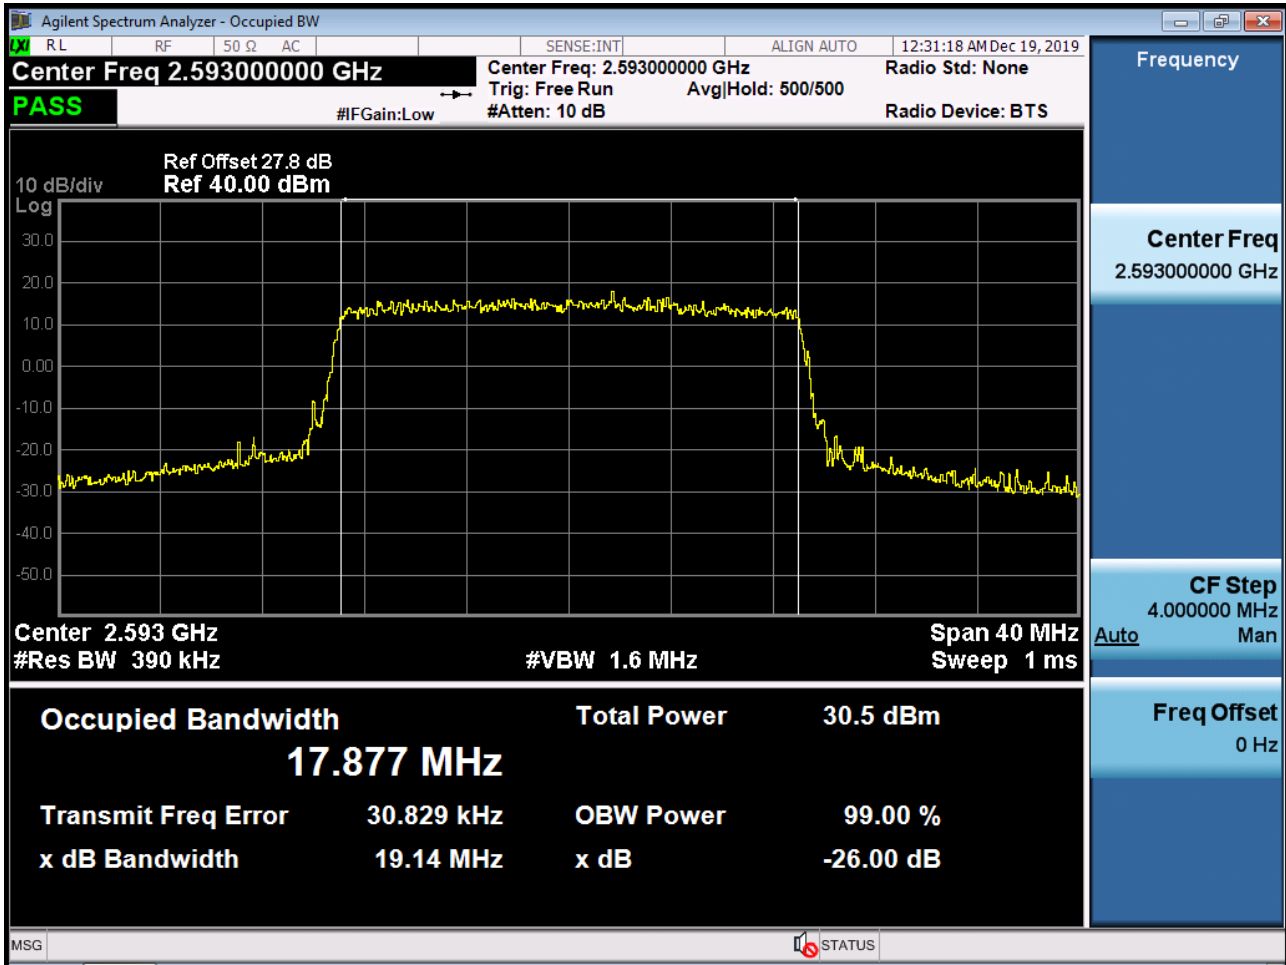 Agilent Spectrum Analyzer - Occupied BW
LXI RL RF 50 Ω AC SENSE:INT ALIGN AUTO 12:31:18 AM Dec 19, 2019
Center Freq 2.593000000 GHz
Center Freq: 2.593000000 GHz Radio Std: None
Trig: Free Run Avg|Hold: 500/500
PASS
#IFGain:Low #Atten: 10 dB Radio Device: BTS
Ref Offset 27.8 dB
10 dB/div Ref 40.00 dBm
Log
30.0
20.0
10.0
0.00
-10.0
-20.0
-30.0
-40.0
-50.0
Center 2.593 GHz Span 40 MHz
#Res BW 390 kHz #VBW 1.6 MHz Sweep 1 ms
Occupied Bandwidth Total Power 30.5 dBm
17.877 MHz
Transmit Freq Error 30.829 kHz OBW Power 99.00 %
x dB Bandwidth 19.14 MHz x dB -26.00 dB
Frequency
Center Freq
2.593000000 GHz
CF Step
4.000000 MHz
Auto Man
Freq Offset
0 Hz
MSG STATUS